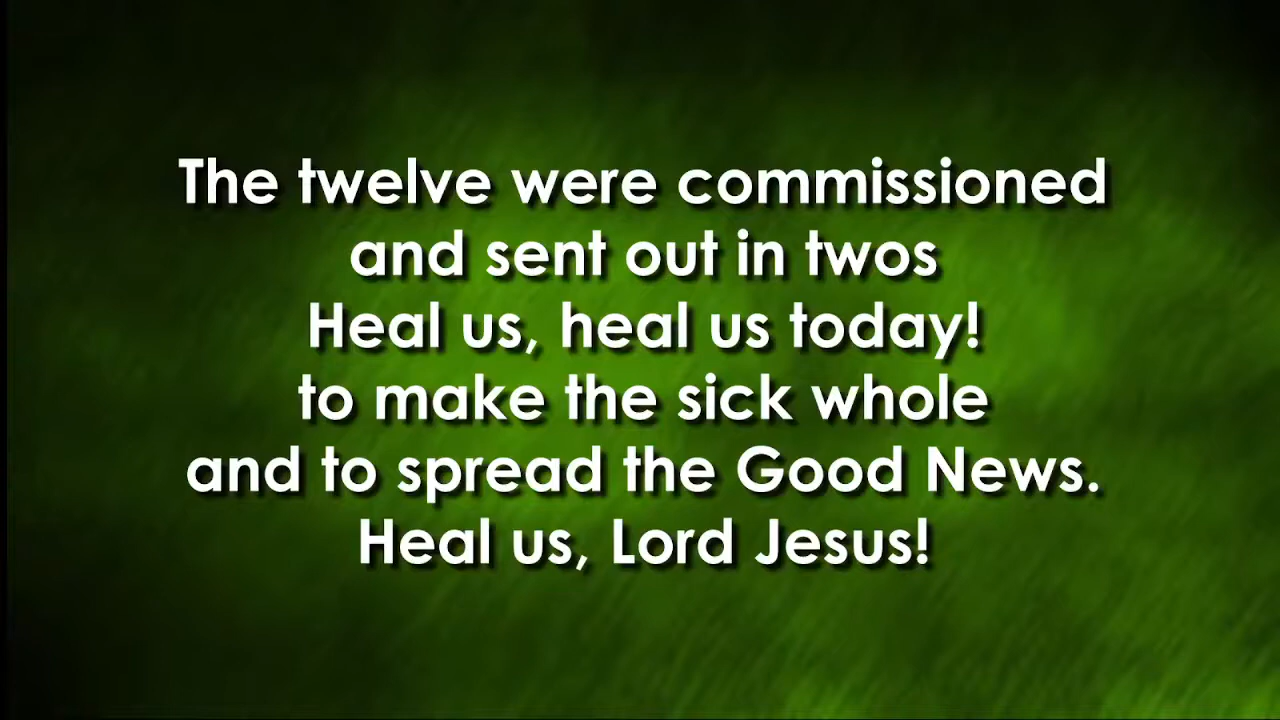 The twelve were commissioned
and sent out in twos
Heal us, heal us today!
to make the sick whole
and to spread the Good News.
Heal us, Lord Jesus!